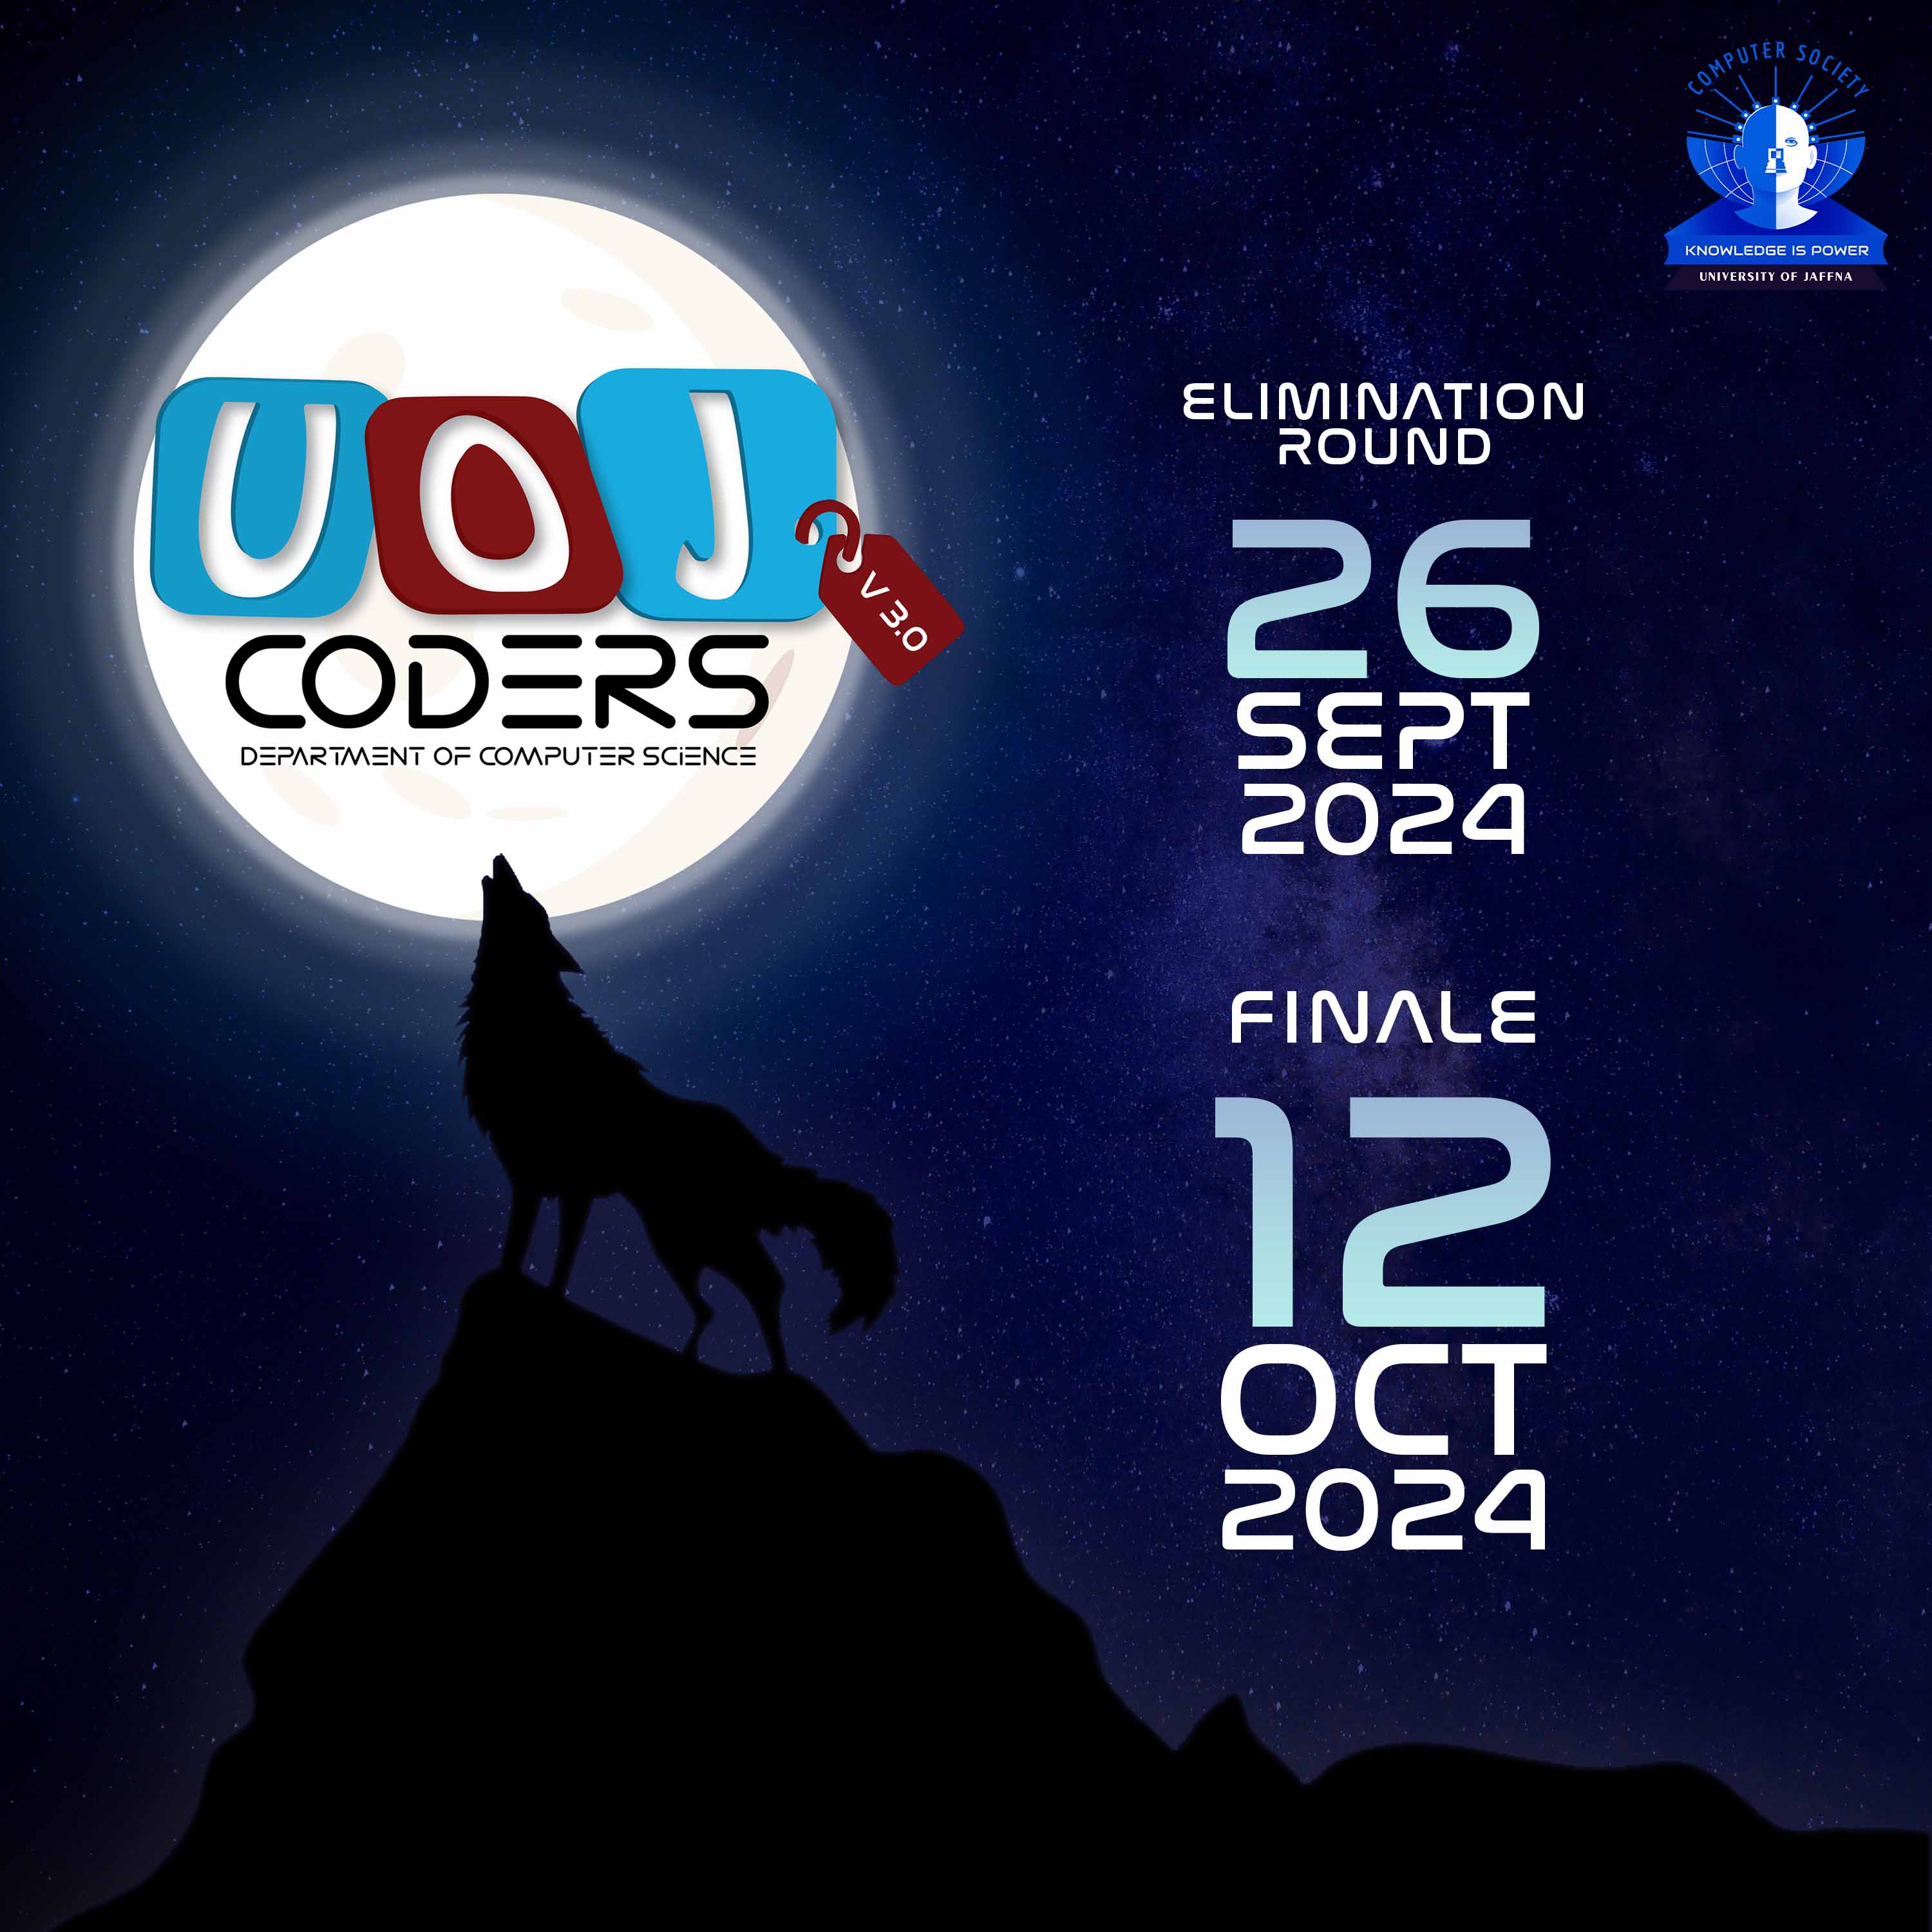 COMPUTER SOCIETY
KNOWLEDGE IS POWER
UNIVERSITY OF JAFFNA
UOJ
V 3.0
CODERS
DEPARTMENT OF COMPUTER SCiENCE
ELIMINATION
ROUND
26
SEPT
2024
FINALE
12
OCT
2024